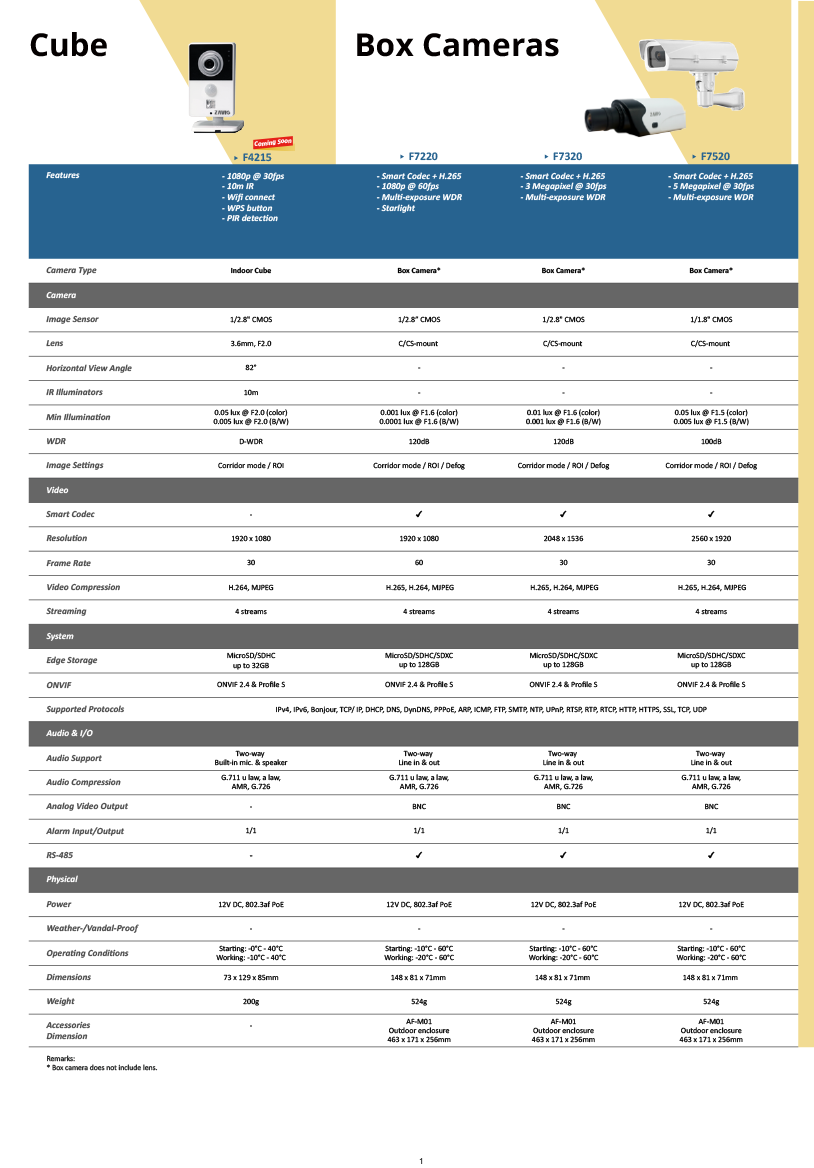 Cube
Box Cameras
Coming Soon
▸ F4215
▸ F7220
▸ F7320
▸ F7520
Features
- 1080p @ 30fps
- 10m IR
- Wifi connect
- WPS button
- PIR detection
- Smart Codec + H.265
- 1080p @ 60fps
- Multi-exposure WDR
- Starlight
- Smart Codec + H.265
- 3 Megapixel @ 30fps
- Multi-exposure WDR
- Smart Codec + H.265
- 5 Megapixel @ 30fps
- Multi-exposure WDR
Camera Type Indoor Cube Box Camera* Box Camera* Box Camera*
Camera
Image Sensor 1/2.8" CMOS 1/2.8" CMOS 1/2.8" CMOS 1/1.8" CMOS
Lens 3.6mm, F2.0 C/CS-mount C/CS-mount C/CS-mount
Horizontal View Angle 82° - - -
IR Illuminators 10m - - -
Min Illumination
0.05 lux @ F2.0 (color) 0.001 lux @ F1.6 (color) 0.01 lux @ F1.6 (color) 0.05 lux @ F1.5 (color)
0.005 lux @ F2.0 (B/W) 0.0001 lux @ F1.6 (B/W) 0.001 lux @ F1.6 (B/W) 0.005 lux @ F1.5 (B/W)
WDR D-WDR 120dB 120dB 100dB
Image Settings Corridor mode / ROI Corridor mode / ROI / Defog Corridor mode / ROI / Defog Corridor mode / ROI / Defog
Video
Smart Codec - ✔ ✔ ✔
Resolution 1920 x 1080 1920 x 1080 2048 x 1536 2560 x 1920
Frame Rate 30 60 30 30
Video Compression H.264, MJPEG H.265, H.264, MJPEG H.265, H.264, MJPEG H.265, H.264, MJPEG
Streaming 4 streams 4 streams 4 streams 4 streams
System
Edge Storage
MicroSD/SDHC MicroSD/SDHC/SDXC MicroSD/SDHC/SDXC MicroSD/SDHC/SDXC
up to 32GB up to 128GB up to 128GB up to 128GB
ONVIF ONVIF 2.4 & Profile S ONVIF 2.4 & Profile S ONVIF 2.4 & Profile S ONVIF 2.4 & Profile S
Supported Protocols IPv4, IPv6, Bonjour, TCP/ IP, DHCP, DNS, DynDNS, PPPoE, ARP, ICMP, FTP, SMTP, NTP, UPnP, RTSP, RTP, RTCP, HTTP, HTTPS, SSL, TCP, UDP
Audio & I/O
Audio Support
Two-way Two-way Two-way Two-way
Built-in mic. & speaker Line in & out Line in & out Line in & out
Audio Compression
G.711 u law, a law, G.711 u law, a law, G.711 u law, a law, G.711 u law, a law,
AMR, G.726 AMR, G.726 AMR, G.726 AMR, G.726
Analog Video Output - BNC BNC BNC
Alarm Input/Output 1/1 1/1 1/1 1/1
RS-485 - ✔ ✔ ✔
Physical
Power 12V DC, 802.3af PoE 12V DC, 802.3af PoE 12V DC, 802.3af PoE 12V DC, 802.3af PoE
Weather-/Vandal-Proof - - - -
Operating Conditions
Starting: -0°C - 40°C Starting: -10°C - 60°C Starting: -10°C - 60°C Starting: -10°C - 60°C
Working: -10°C - 40°C Working: -20°C - 60°C Working: -20°C - 60°C Working: -20°C - 60°C
Dimensions 73 x 129 x 85mm 148 x 81 x 71mm 148 x 81 x 71mm 148 x 81 x 71mm
Weight 200g 524g 524g 524g
Accessories
Dimension
-
AF-M01 AF-M01 AF-M01
Outdoor enclosure Outdoor enclosure Outdoor enclosure
463 x 171 x 256mm 463 x 171 x 256mm 463 x 171 x 256mm
Remarks:
* Box camera does not include lens.
1